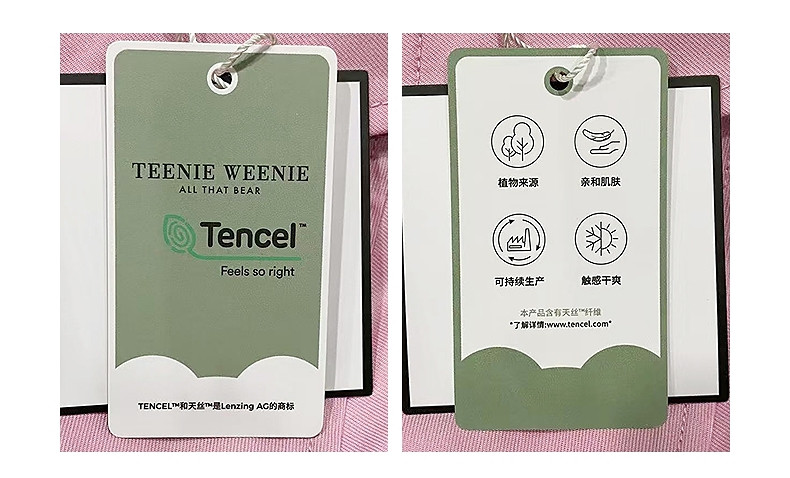 TEENIE WEENIE
ALL THAT BEAR
Tencel™
Feels so right
TENCEL™和天丝™是Lenzing AG的商标
植物来源
亲和肌肤
可持续生产
触感干爽
本产品含有天丝™纤维
*了解详情:www.tencel.com*